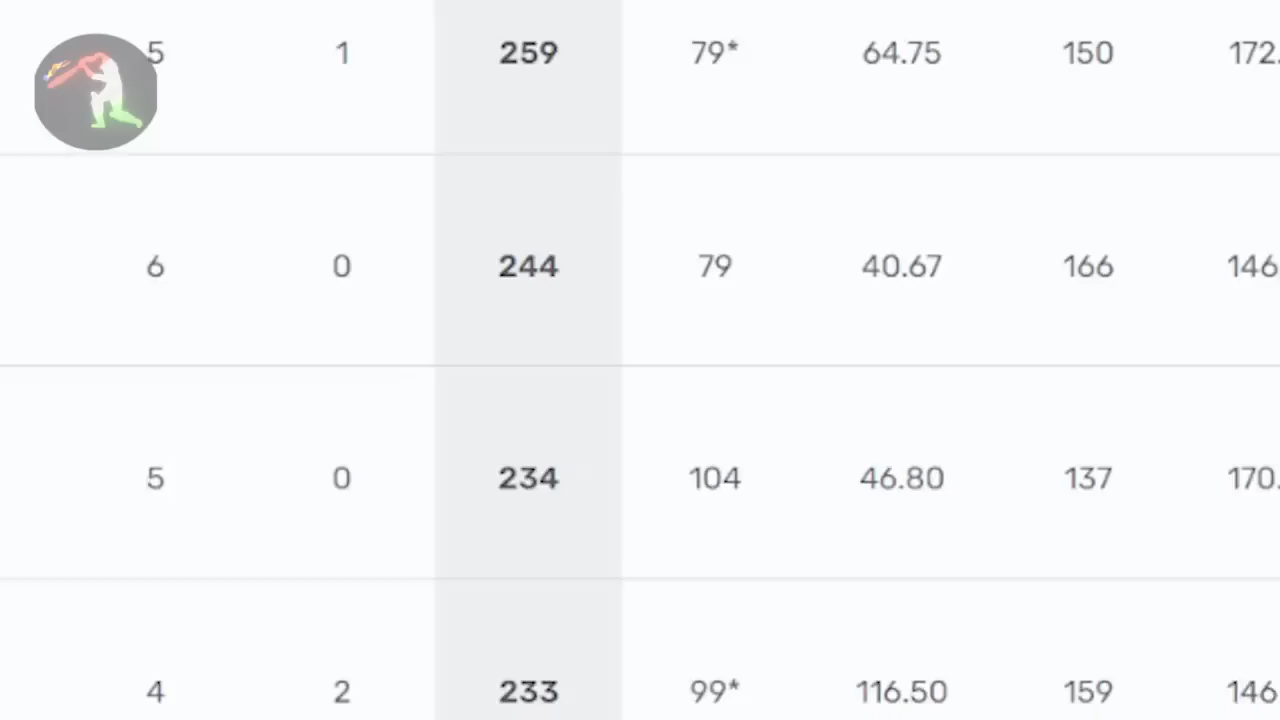 5 1 259 79* 64.75 150 172.
6 0 244 79 40.67 166 146
5 0 234 104 46.80 137 170.
4 2 233 99* 116.50 159 146